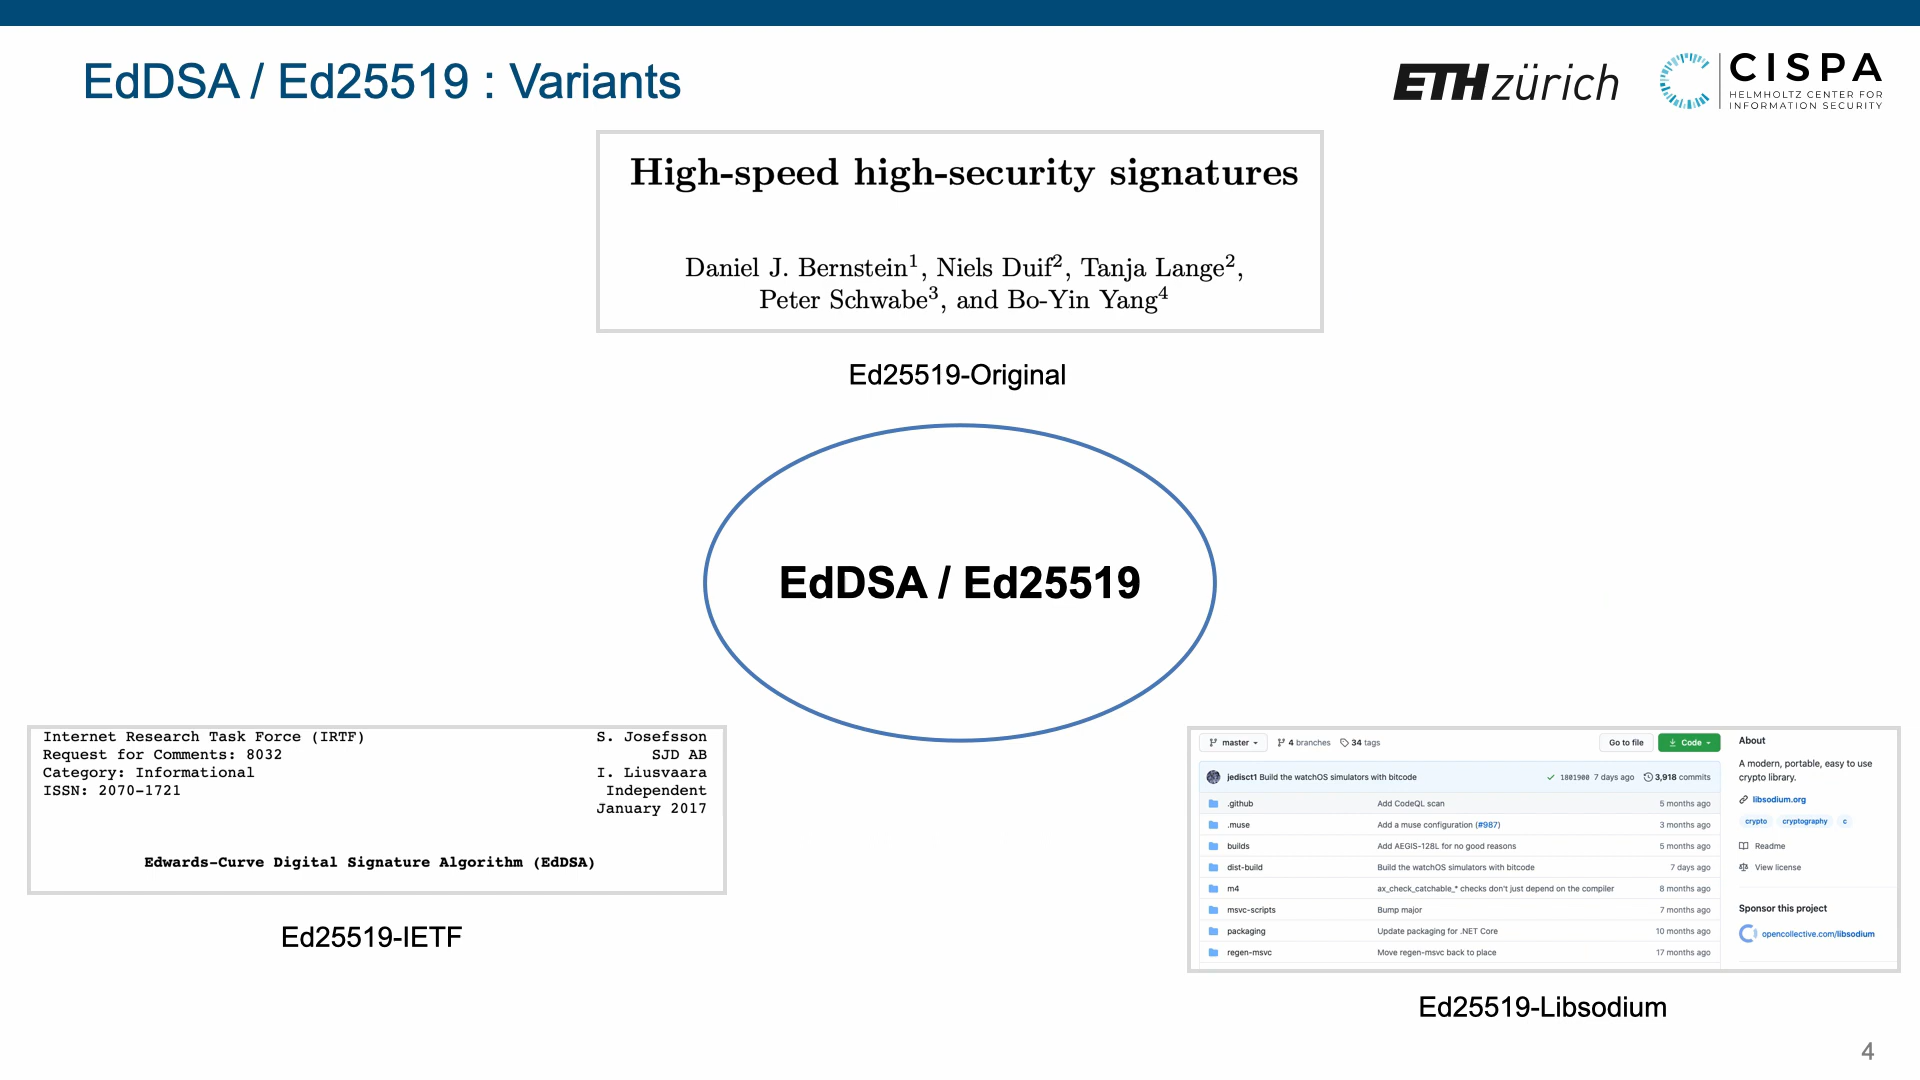 EdDSA / Ed25519 : Variants
ETH zürich
CISPA
HELMHOLTZ CENTER FOR
INFORMATION SECURITY
High-speed high-security signatures
Daniel J. Bernstein1, Niels Duif2, Tanja Lange2,
Peter Schwabe3, and Bo-Yin Yang4
Ed25519-Original
EdDSA / Ed25519
Internet Research Task Force (IRTF) S. Josefsson
Request for Comments: 8032 SJD AB
Category: Informational I. Liusvaara
ISSN: 2070-1721 Independent
January 2017
Edwards-Curve Digital Signature Algorithm (EdDSA)
Ed25519-IETF
master 4 branches 34 tags Go to file Code
jedisct1 Build the watchOS simulators with bitcode 1801900 7 days ago 3,918 commits
.github Add CodeQL scan 5 months ago
.muse Add a muse configuration (#987) 3 months ago
builds Add AEGIS-128L for no good reasons 5 months ago
dist-build Build the watchOS simulators with bitcode 7 days ago
m4 ax_check_catchable_* checks don't just depend on the compiler 8 months ago
msvc-scripts Bump major 7 months ago
packaging Update packaging for .NET Core 10 months ago
regen-msvc Move regen-msvc back to place 17 months ago
About
A modern, portable, easy to use
crypto library.
libsodium.org
crypto cryptography c
Readme
View license
Sponsor this project
opencollective.com/libsodium
Ed25519-Libsodium
4